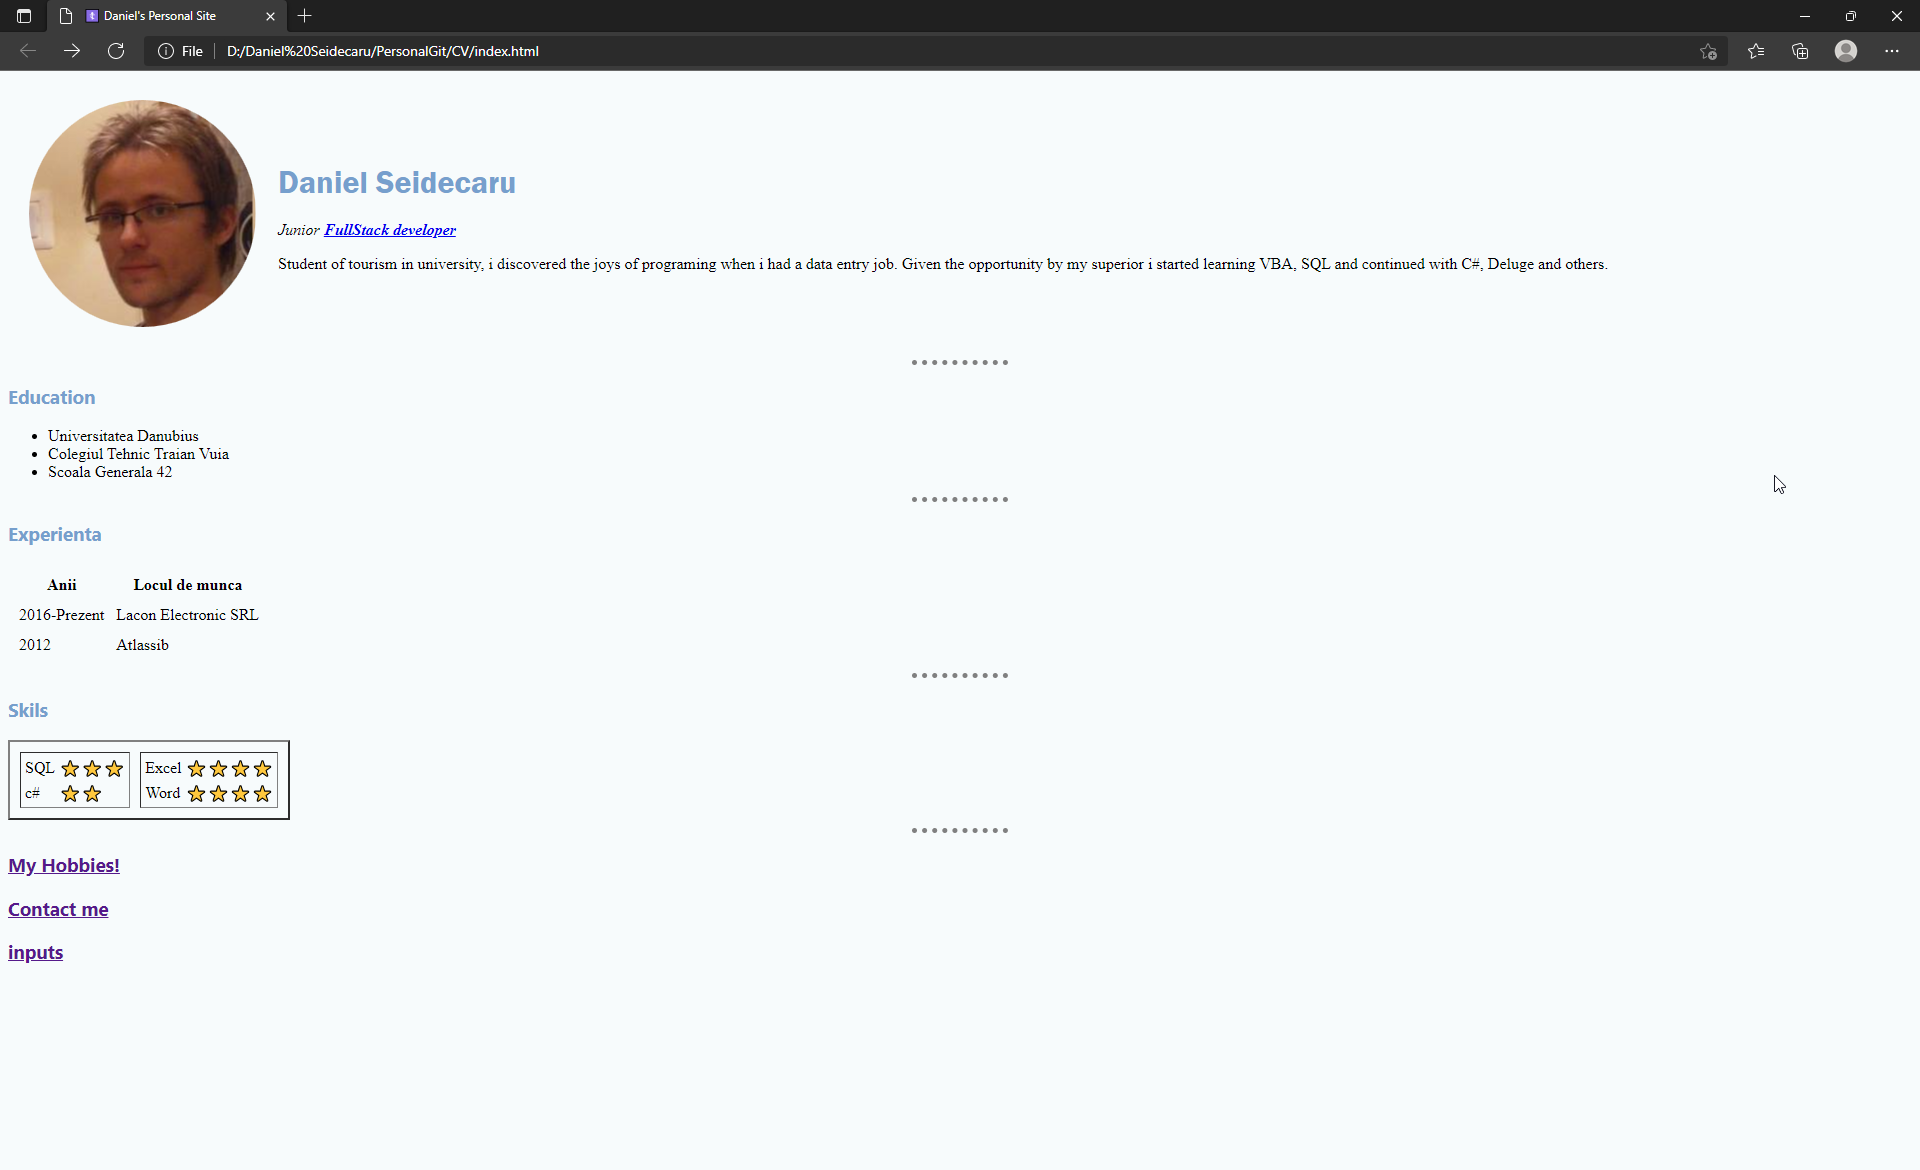 Daniel's Personal Site
File
D:/Daniel%20Seidecaru/PersonalGit/CV/index.html
Daniel Seidecaru
Junior FullStack developer
Student of tourism in university, i discovered the joys of programing when i had a data entry job. Given the opportunity by my superior i started learning VBA, SQL and continued with C#, Deluge and others.
Education
Universitatea Danubius
Colegiul Tehnic Traian Vuia
Scoala Generala 42
Experienta
Anii Locul de munca
2016-Prezent Lacon Electronic SRL
2012 Atlassib
Skils
SQL Excel
c# Word
My Hobbies!
Contact me
inputs